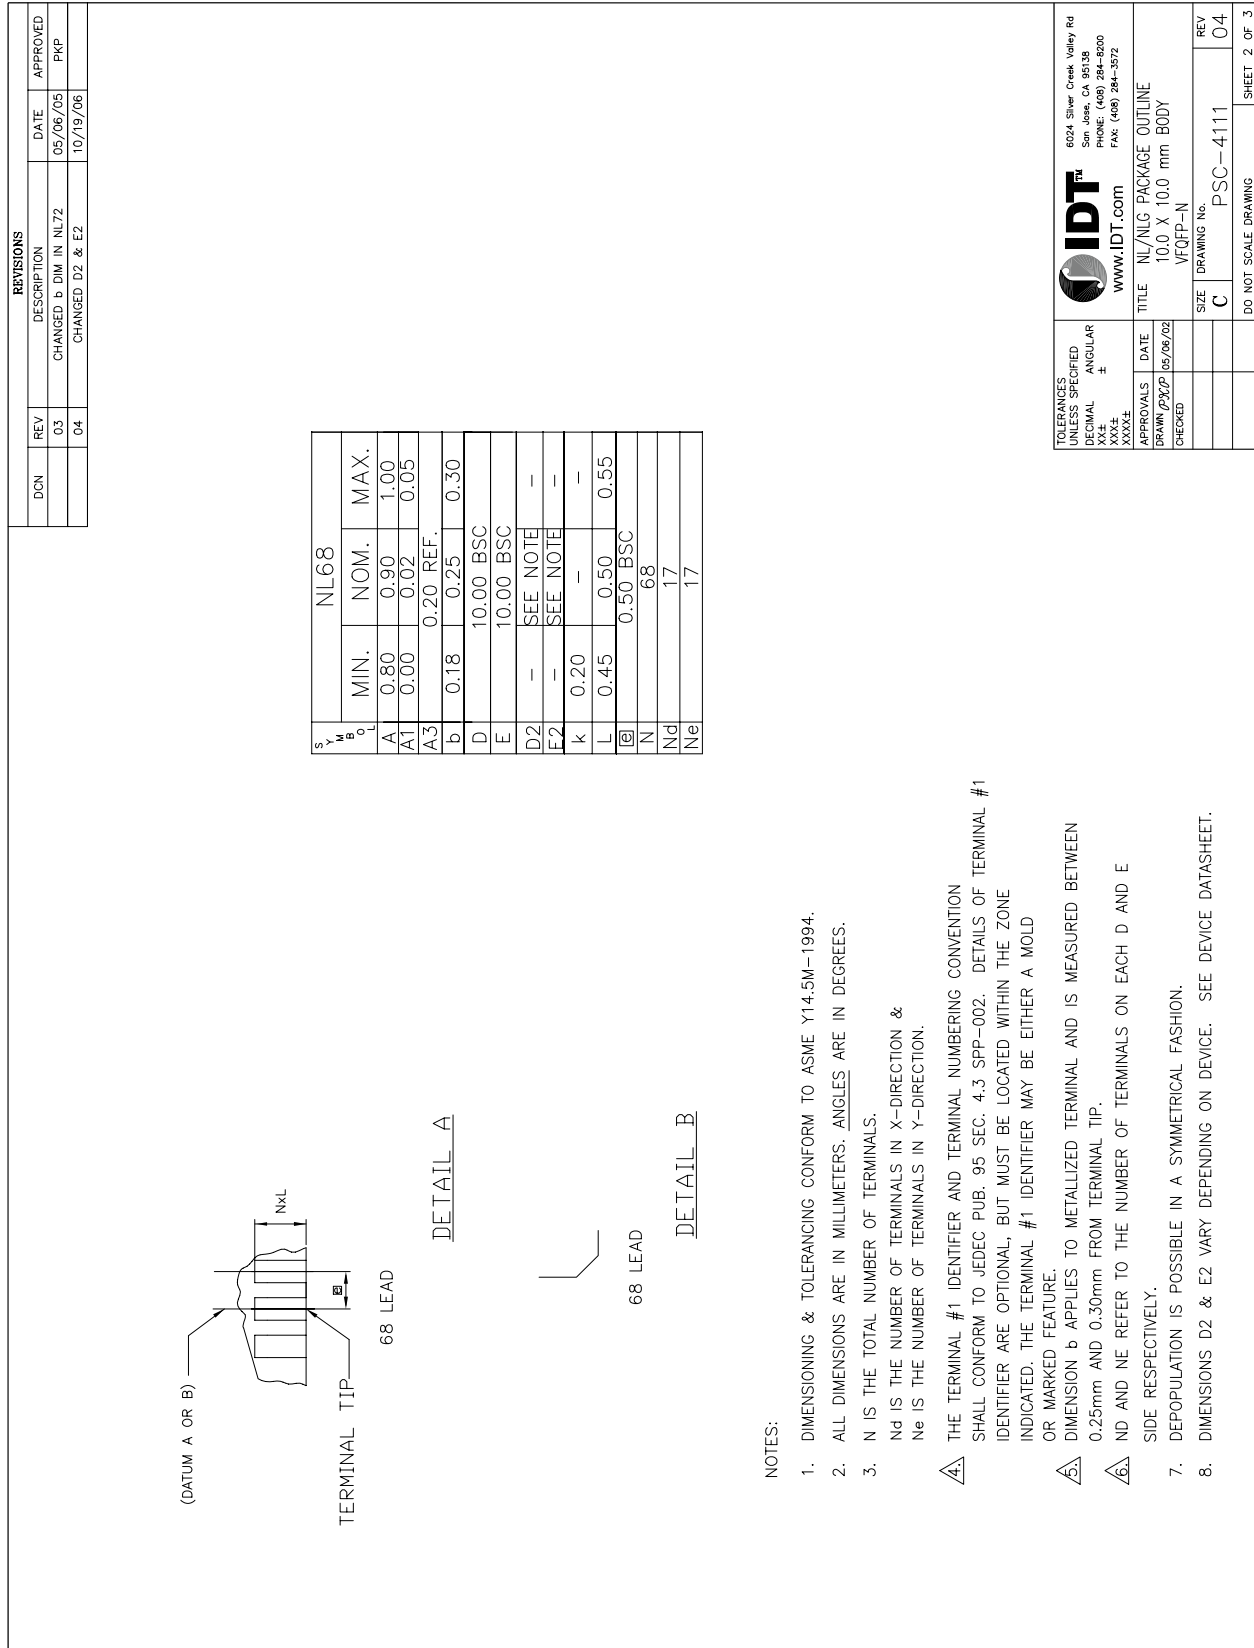 REVISIONS
DCN REV DESCRIPTION DATE APPROVED
03 CHANGED b DIM IN NL72 05/06/05 PKP
04 CHANGED D2 & E2 10/19/06
(DATUM A OR B)
NxL
e
TERMINAL TIP
68 LEAD
DETAIL A
68 LEAD
DETAIL B
SYMBOL NL68
MIN. NOM. MAX.
A 0.80 0.90 1.00
A1 0.00 0.02 0.05
A3 0.20 REF.
b 0.18 0.25 0.30
D 10.00 BSC
E 10.00 BSC
D2 – SEE NOTE –
E2 – SEE NOTE –
k 0.20 – –
L 0.45 0.50 0.55
e 0.50 BSC
N 68
Nd 17
Ne 17
NOTES:
1. DIMENSIONING & TOLERANCING CONFORM TO ASME Y14.5M–1994.
2. ALL DIMENSIONS ARE IN MILLIMETERS. ANGLES ARE IN DEGREES.
3. N IS THE TOTAL NUMBER OF TERMINALS.
Nd IS THE NUMBER OF TERMINALS IN X–DIRECTION &
Ne IS THE NUMBER OF TERMINALS IN Y–DIRECTION.
4. THE TERMINAL #1 IDENTIFIER AND TERMINAL NUMBERING CONVENTION
SHALL CONFORM TO JEDEC PUB. 95 SEC. 4.3 SPP–002. DETAILS OF TERMINAL #1
IDENTIFIER ARE OPTIONAL, BUT MUST BE LOCATED WITHIN THE ZONE
INDICATED. THE TERMINAL #1 IDENTIFIER MAY BE EITHER A MOLD
OR MARKED FEATURE.
5. DIMENSION b APPLIES TO METALLIZED TERMINAL AND IS MEASURED BETWEEN
0.25mm AND 0.30mm FROM TERMINAL TIP.
6. ND AND NE REFER TO THE NUMBER OF TERMINALS ON EACH D AND E
SIDE RESPECTIVELY.
7. DEPOPULATION IS POSSIBLE IN A SYMMETRICAL FASHION.
8. DIMENSIONS D2 & E2 VARY DEPENDING ON DEVICE. SEE DEVICE DATASHEET.
TOLERANCES
UNLESS SPECIFIED
DECIMAL ANGULAR
XX± ±
XXX±
XXXX±
IDT™
www.IDT.com
6024 Silver Creek Valley Rd
San Jose, CA 95138
PHONE: (408) 284–8200
FAX: (408) 284–3572
APPROVALS DATE
DRAWN PKP 05/06/02
CHECKED
TITLE NL/NLG PACKAGE OUTLINE
10.0 X 10.0 mm BODY
VFQFP–N
SIZE C
DRAWING No. PSC–4111
REV 04
DO NOT SCALE DRAWING
SHEET 2 OF 3